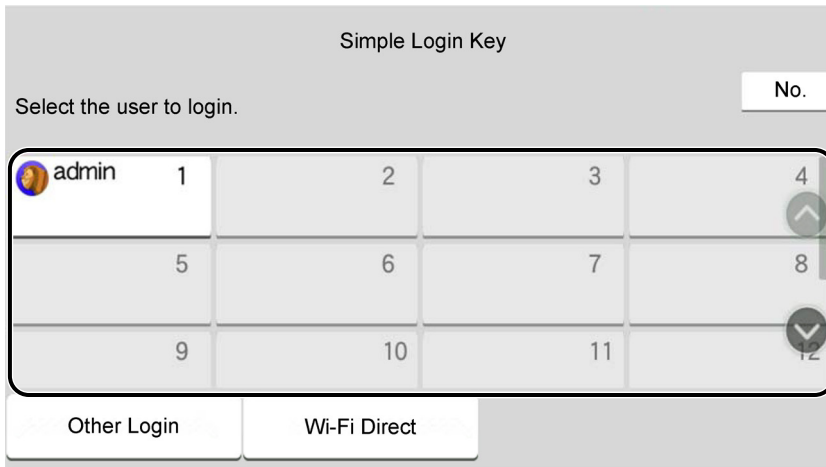 Simple Login Key
No.
Select the user to login.
admin 1 2 3 4
5 6 7 8
9 10 11 12
Other Login Wi-Fi Direct